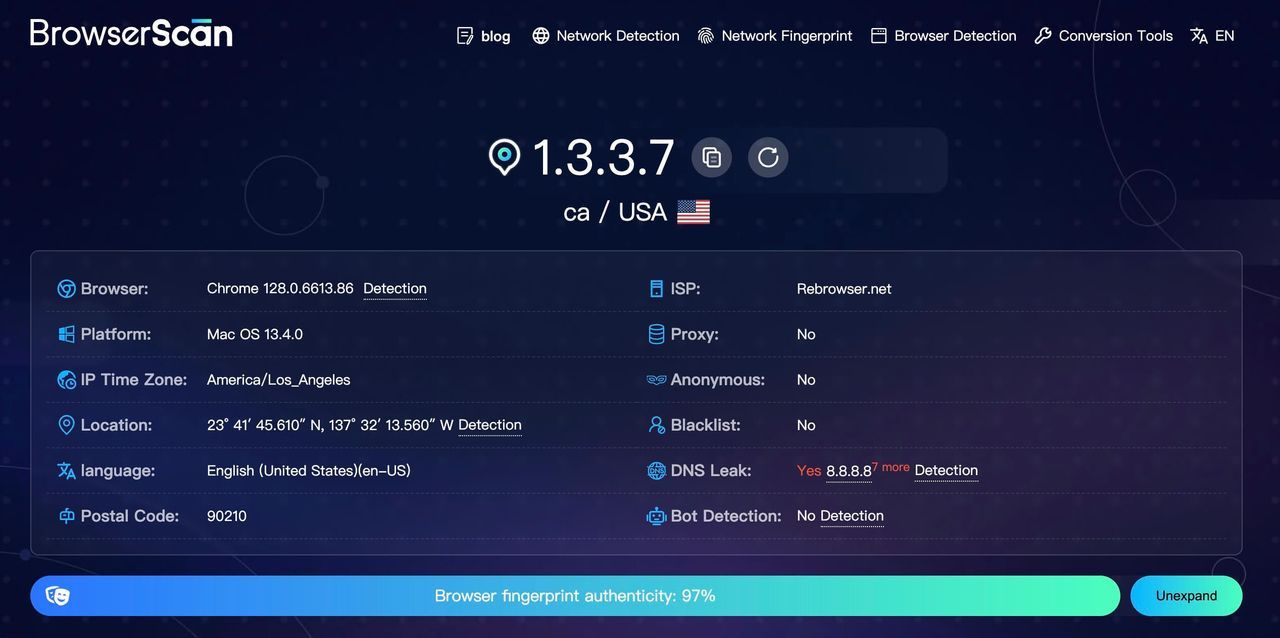 BrowserScan
blog Network Detection Network Fingerprint Browser Detection Conversion Tools EN
1.3.3.7
ca / USA
Browser: Chrome 128.0.6613.86 Detection
ISP: Rebrowser.net
Platform: Mac OS 13.4.0
Proxy: No
IP Time Zone: America/Los_Angeles
Anonymous: No
Location: 23° 41′ 45.610″ N, 137° 32′ 13.560″ W Detection
Blacklist: No
language: English (United States)(en-US)
DNS Leak: Yes 8.8.8.8 7 more Detection
Postal Code: 90210
Bot Detection: No Detection
Browser fingerprint authenticity: 97%
Unexpand